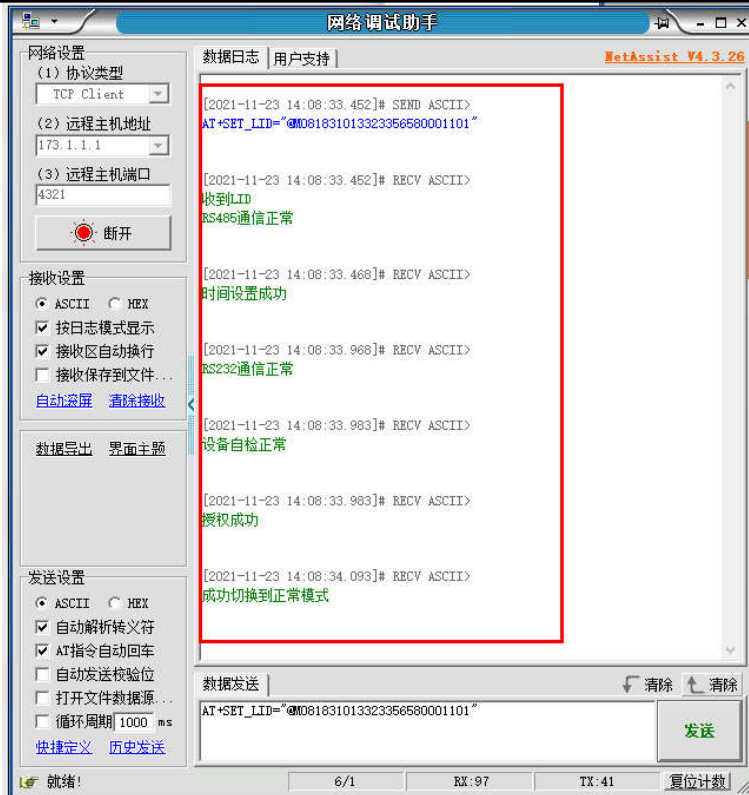 网络调试助手
网络设置
(1) 协议类型
TCP Client
(2) 远程主机地址
173.1.1.1
(3) 远程主机端口
4321
断开
接收设置
ASCII HEX
按日志模式显示
接收区自动换行
接收保存到文件...
自动滚屏 清除接收
数据导出 界面主题
发送设置
ASCII HEX
自动解析转义符
AT指令自动回车
自动发送校验位
打开文件数据源...
循环周期 1000 ms
快捷定义 历史发送
数据日志 用户支持 NetAssist V4.3.26
[2021-11-23 14:08:33.452]# SEND ASCII>
AT+SET_LID="@M081831013323356580001101"
[2021-11-23 14:08:33.452]# RECV ASCII>
收到LID
RS485通信正常
[2021-11-23 14:08:33.468]# RECV ASCII>
时间设置成功
[2021-11-23 14:08:33.968]# RECV ASCII>
RS232通信正常
[2021-11-23 14:08:33.983]# RECV ASCII>
设备自检正常
[2021-11-23 14:08:33.983]# RECV ASCII>
授权成功
[2021-11-23 14:08:34.093]# RECV ASCII>
成功切换到正常模式
数据发送 清除 清除
AT+SET_LID="@M081831013323356580001101"
发送
就绪! 6/1 RX:97 TX:41 复位计数